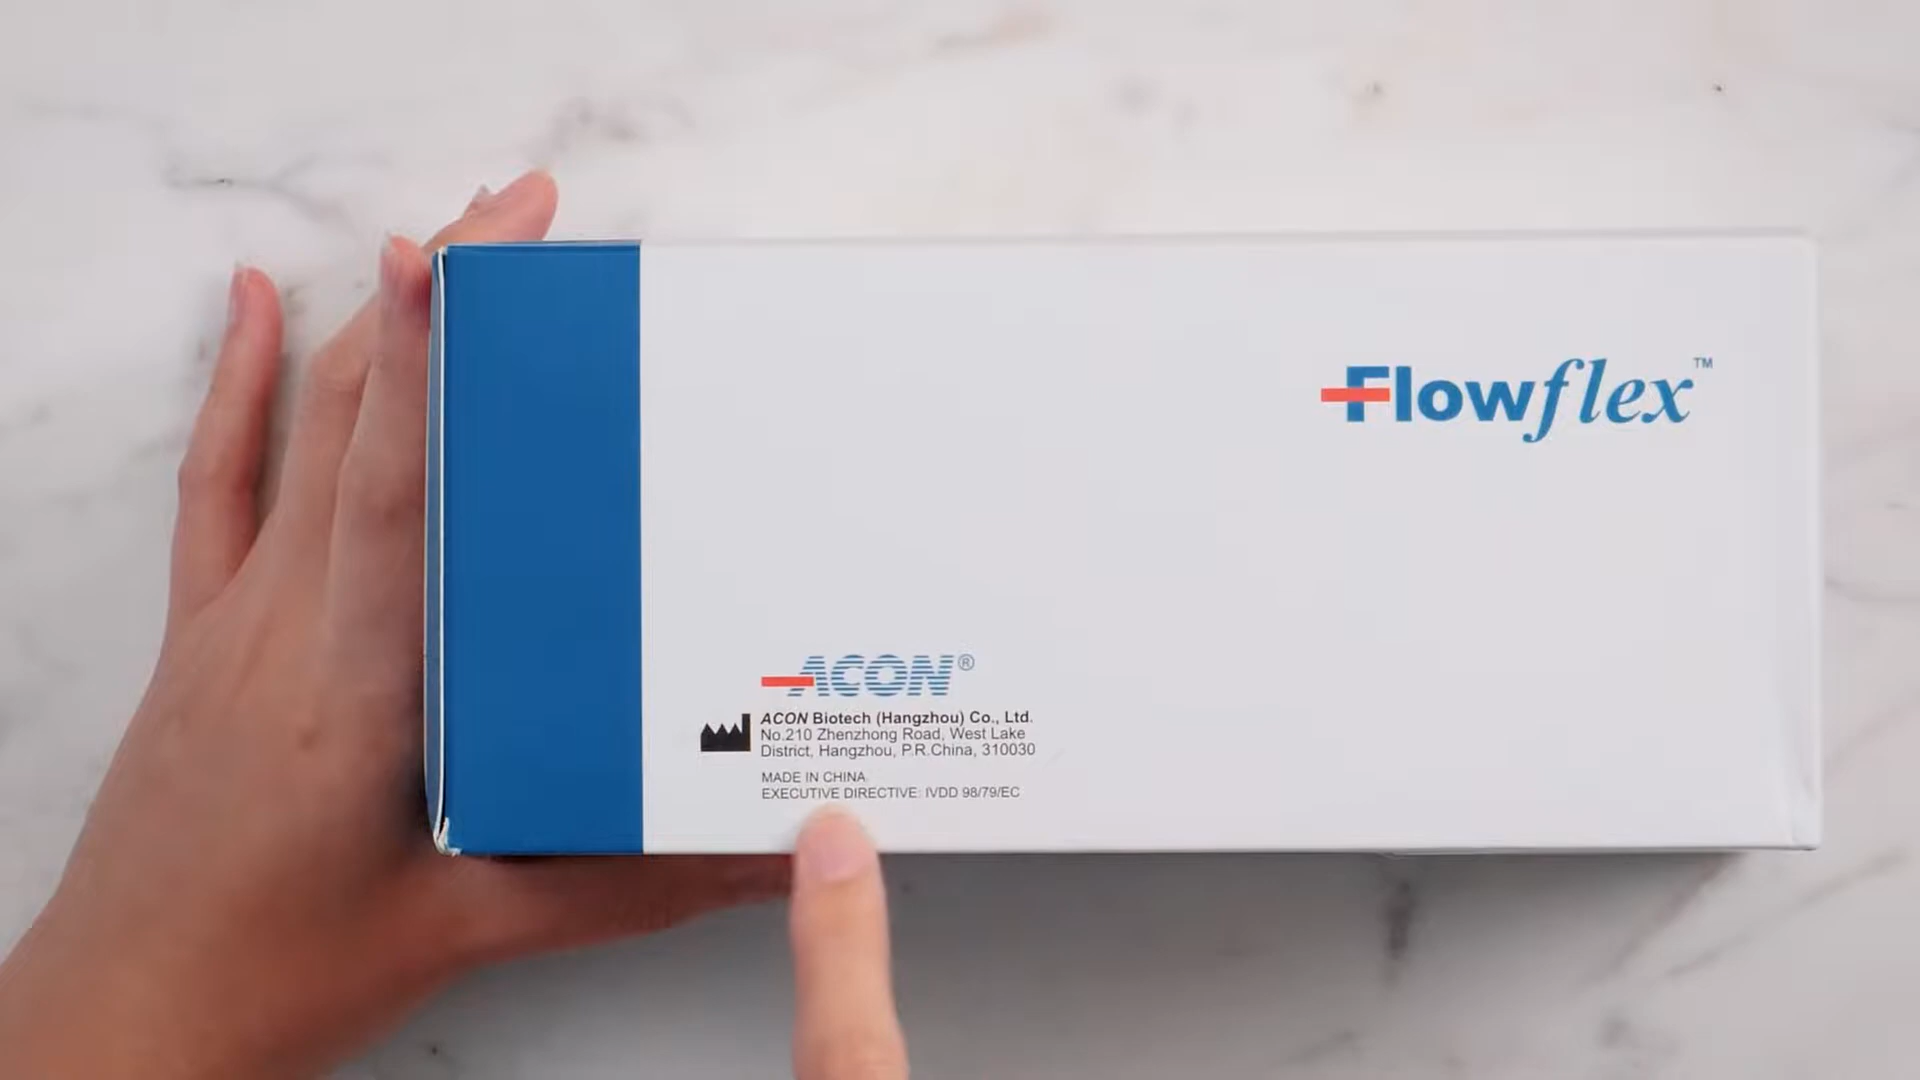 Flowflex™
ACON®
ACON Biotech (Hangzhou) Co., Ltd.
No.210 Zhenzhong Road, West Lake
District, Hangzhou, P.R.China, 310030
MADE IN CHINA.
EXECUTIVE DIRECTIVE: IVDD 98/79/EC